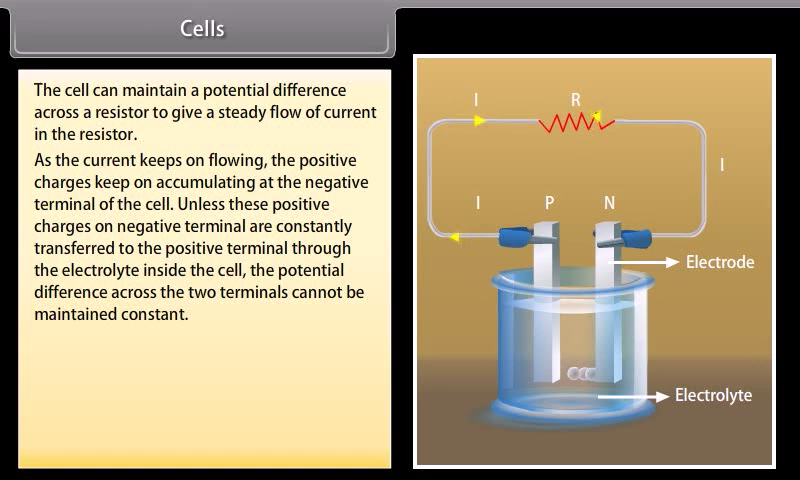 Cells
The cell can maintain a potential difference
across a resistor to give a steady flow of current
in the resistor.
As the current keeps on flowing, the positive
charges keep on accumulating at the negative
terminal of the cell. Unless these positive
charges on negative terminal are constantly
transferred to the positive terminal through
the electrolyte inside the cell, the potential
difference across the two terminals cannot be
maintained constant.
I R
I
I P N
Electrode
Electrolyte